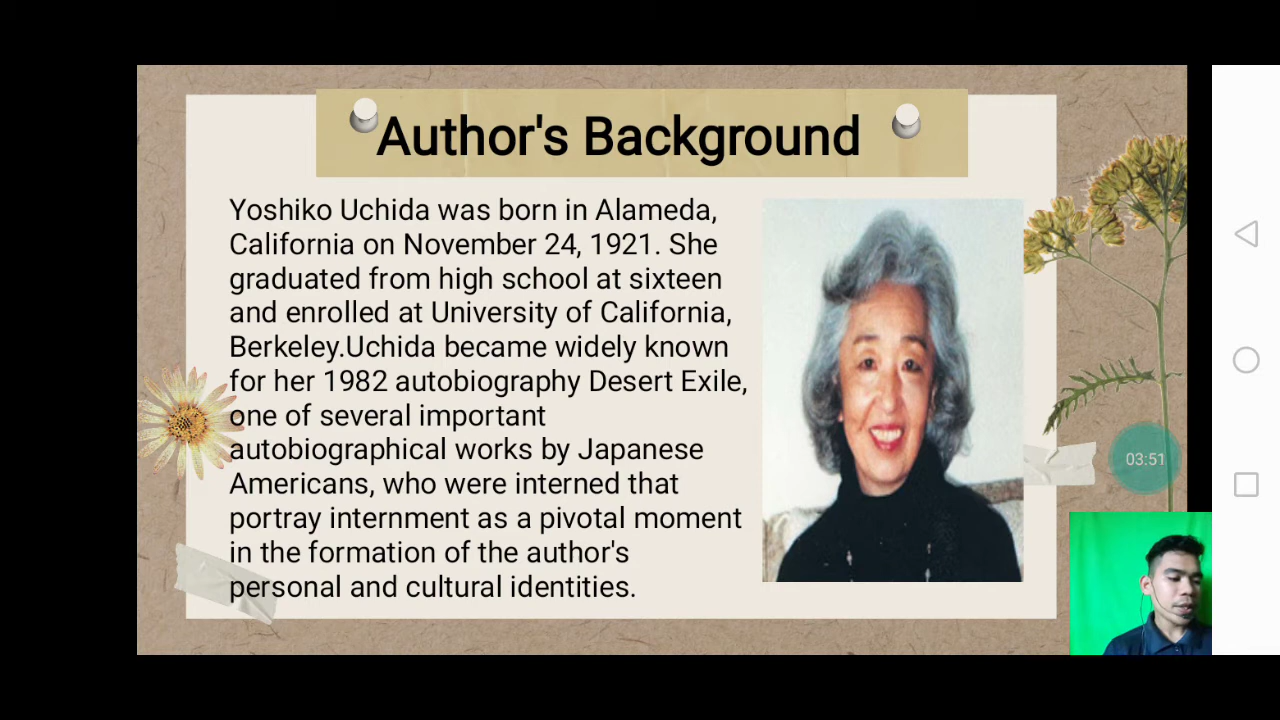 Author's Background
Yoshiko Uchida was born in Alameda,
California on November 24, 1921. She
graduated from high school at sixteen
and enrolled at University of California,
Berkeley.Uchida became widely known
for her 1982 autobiography Desert Exile,
one of several important
autobiographical works by Japanese
Americans, who were interned that
portray internment as a pivotal moment
in the formation of the author's
personal and cultural identities.
03:51